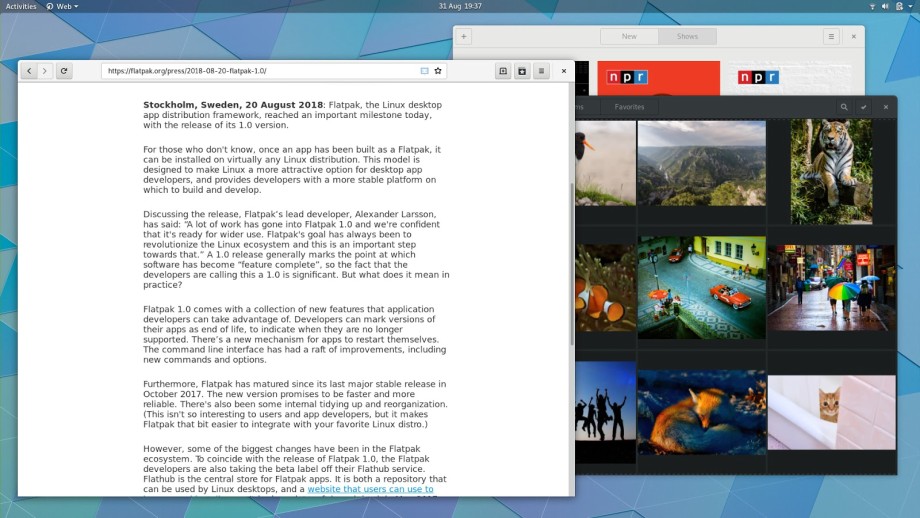 Activities
Web
31 Aug 19:37
New
Shows
https://flatpak.org/press/2018-08-20-flatpak-1.0/
npr
npr
Favorites
Stockholm, Sweden, 20 August 2018: Flatpak, the Linux desktop
app distribution framework, reached an important milestone today,
with the release of its 1.0 version.
For those who don't know, once an app has been built as a Flatpak, it
can be installed on virtually any Linux distribution. This model is
designed to make Linux a more attractive option for desktop app
developers, and provides developers with a more stable platform on
which to build and develop.
Discussing the release, Flatpak's lead developer, Alexander Larsson,
has said: "A lot of work has gone into Flatpak 1.0 and we're confident
that it's ready for wider use. Flatpak's goal has always been to
revolutionize the Linux ecosystem and this is an important step
towards that." A 1.0 release generally marks the point at which
software has become "feature complete", so the fact that the
developers are calling this a 1.0 is significant. But what does it mean in
practice?
Flatpak 1.0 comes with a collection of new features that application
developers can take advantage of. Developers can mark versions of
their apps as end of life, to indicate when they are no longer
supported. There's a new mechanism for apps to restart themselves.
The command line interface has had a raft of improvements, including
new commands and options.
Furthermore, Flatpak has matured since its last major stable release in
October 2017. The new version promises to be faster and more
reliable. There's also been some internal tidying up and reorganization.
(This isn't so interesting to users and app developers, but it makes
Flatpak that bit easier to integrate with your favorite Linux distro.)
However, some of the biggest changes have been in the Flatpak
ecosystem. To coincide with the release of Flatpak 1.0, the Flatpak
developers are also taking the beta label off their Flathub service.
Flathub is the central store for Flatpak apps. It is both a repository that
can be used by Linux desktops, and a website that users can use to